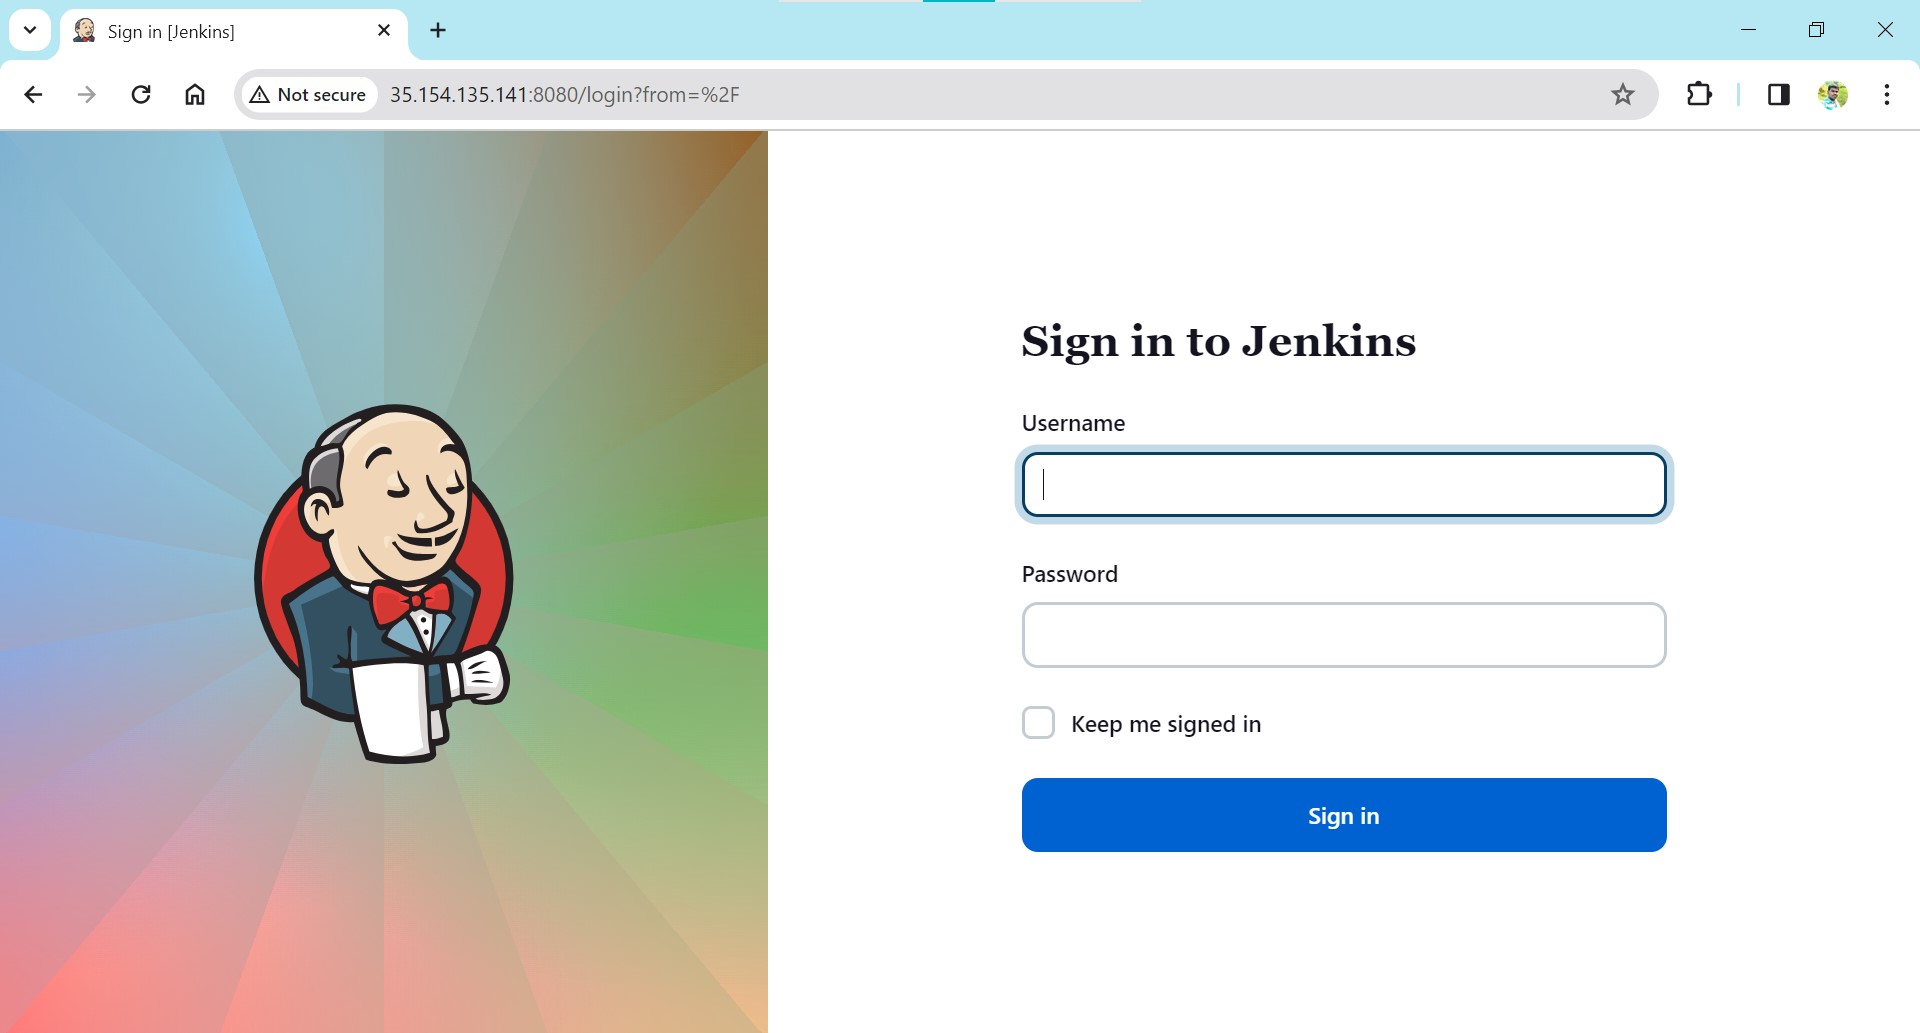 Sign in [Jenkins]
Not secure
35.154.135.141:8080/login?from=%2F
Sign in to Jenkins
Username
Password
Keep me signed in
Sign in